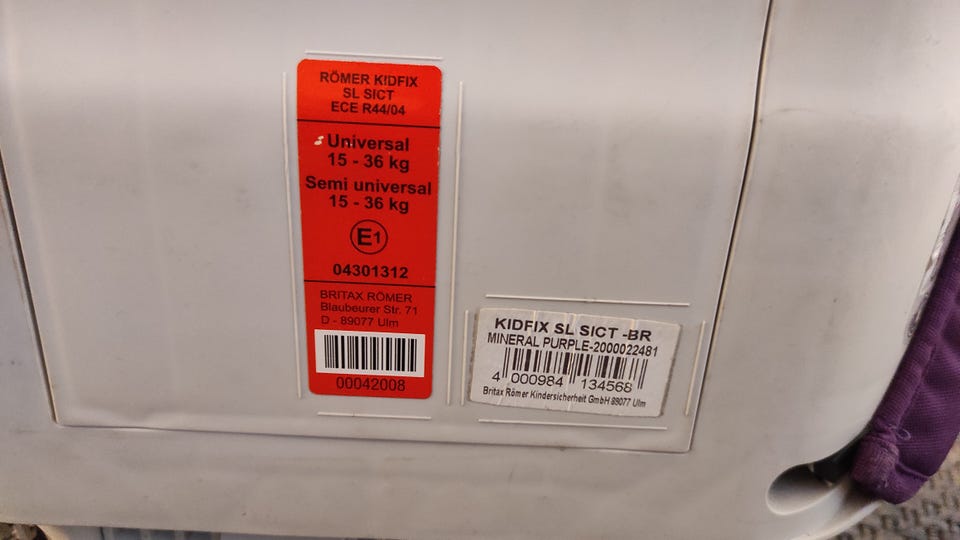 RÖMER KIDFIX
SL SICT
ECE R44/04
Universal
15 - 36 kg
Semi universal
15 - 36 kg
E1
04301312
BRITAX RÖMER
Blaubeurer Str. 71
D - 89077 Ulm
00042008
KIDFIX SL SICT -BR
MINERAL PURPLE-2000022481
4 000984 134568
Britax Römer Kindersicherheit GmbH 89077 Ulm